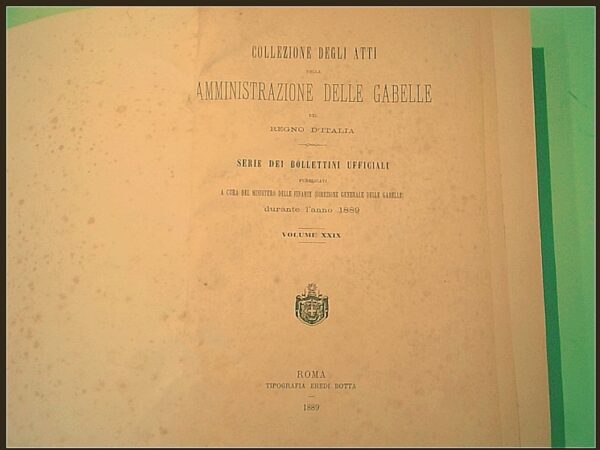 COLLEZIONE DEGLI ATTI
DELLA
AMMINISTRAZIONE DELLE GABELLE
DEL
REGNO D'ITALIA
SERIE DEI BOLLETTINI UFFICIALI
PUBBLICATI
A CURA DEL MINISTERO DELLE FINANZE (DIREZIONE GENERALE DELLE GABELLE)
durante l'anno 1889
VOLUME XXIX
ROMA
TIPOGRAFIA EREDI BOTTA
1889